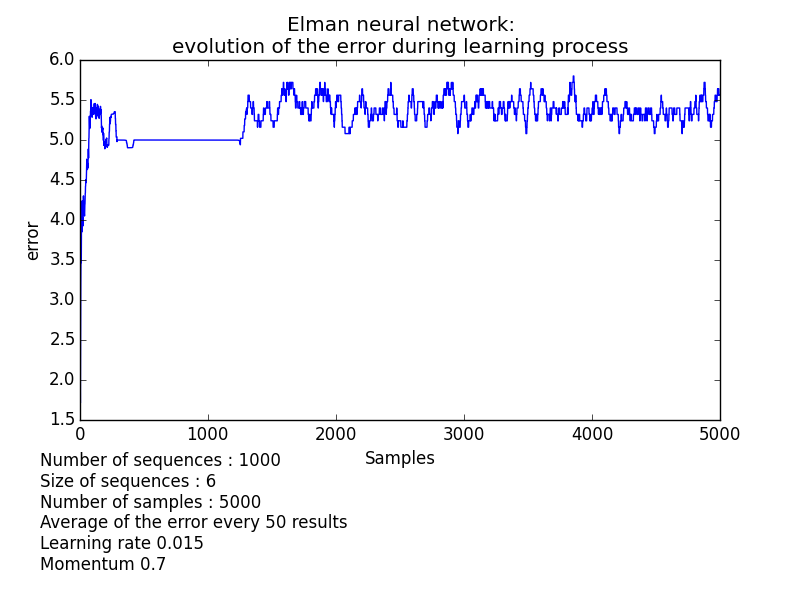 Elman neural network:
evolution of the error during learning process
6.0
5.5
5.0
4.5
4.0
3.5
3.0
2.5
2.0
1.5
error
0 1000 2000 3000 4000 5000
Samples
Number of sequences : 1000
Size of sequences : 6
Number of samples : 5000
Average of the error every 50 results
Learning rate 0.015
Momentum 0.7